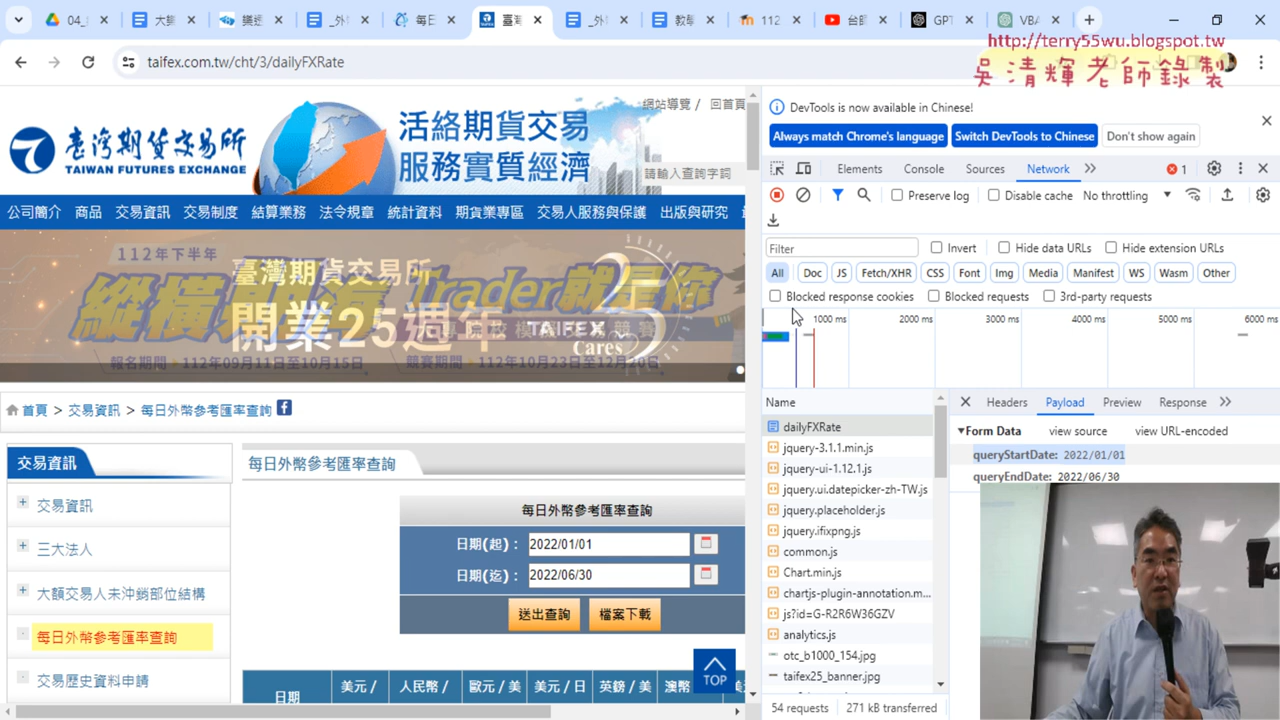 04_
大數
樂透
_外
每日
臺灣
_外
教學
112
台師
GPT
VBA
http://terry55wu.blogspot.tw
吳清輝老師錄製
taifex.com.tw/cht/3/dailyFXRate
網站導覽 / 回首頁
臺灣期貨交易所
TAIWAN FUTURES EXCHANGE
活絡期貨交易
服務實質經濟
請輸入查詢字詞
公司簡介 商品 交易資訊 交易制度 結算業務 法令規章 統計資料 期貨業專區 交易人服務與保護 出版與研究
112年下半年
臺灣期貨交易所
開業25週年
Trader就是你
25
TAIFEX
Cares
報名期間 ▸ 112年09月11日至10月15日 競賽期間 ▸ 112年10月23日至12月20日
首頁 > 交易資訊 > 每日外幣參考匯率查詢
交易資訊
交易資訊
三大法人
大額交易人未沖銷部位結構
每日外幣參考匯率查詢
交易歷史資料申請
每日外幣參考匯率查詢
每日外幣參考匯率查詢
日期(起)： 2022/01/01
日期(迄)： 2022/06/30
送出查詢 檔案下載
TOP
日期 美元 / 人民幣 / 歐元 / 美 美元 / 日 英鎊 / 美 澳幣
DevTools is now available in Chinese!
Always match Chrome's language Switch DevTools to Chinese Don't show again
Elements Console Sources Network 1
Preserve log Disable cache No throttling
Filter Invert Hide data URLs Hide extension URLs
All Doc JS Fetch/XHR CSS Font Img Media Manifest WS Wasm Other
Blocked response cookies Blocked requests 3rd-party requests
1000 ms 2000 ms 3000 ms 4000 ms 5000 ms 6000 ms
Name
dailyFXRate
jquery-3.1.1.min.js
jquery-ui-1.12.1.js
jquery.ui.datepicker-zh-TW.js
jquery.placeholder.js
jquery.ifixpng.js
common.js
Chart.min.js
chartjs-plugin-annotation.m...
js?id=G-R2R6W36GZV
analytics.js
otc_b1000_154.jpg
taifex25_banner.jpg
Headers Payload Preview Response
Form Data view source view URL-encoded
queryStartDate: 2022/01/01
queryEndDate: 2022/06/30
54 requests 271 kB transferred